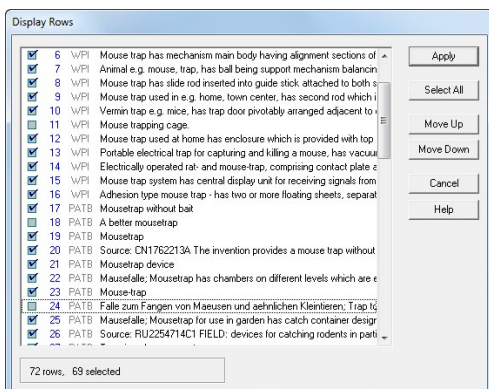 Display Rows
6 WPI Mouse trap has mechanism main body having alignment sections of
7 WPI Animal e.g. mouse, trap, has ball being support mechanism balancin
8 WPI Mouse trap has slide rod inserted into guide stick attached to both s
9 WPI Mouse trap used in e.g. home, town center, has second rod which i
10 WPI Vermin trap e.g. mice, has trap door pivotably arranged adjacent to
11 WPI Mouse trapping cage.
12 WPI Mouse trap used at home has enclosure which is provided with top
13 WPI Portable electrical trap for capturing and killing a mouse, has vacuu
14 WPI Electrically operated rat- and mouse-trap, comprising contact plate a
15 WPI Mouse trap system has central display unit for receiving signals from
16 WPI Adhesion type mouse trap - has two or more floating sheets, separat
17 PATB Mousetrap without bait
18 PATB A better mousetrap
19 PATB Mousetrap
20 PATB Source: CN1762213A The invention provides a mouse trap without
21 PATB Mousetrap device
22 PATB Mausefalle; Mousetrap has chambers on different levels which are e
23 PATB Mouse-trap
24 PATB Falle zum Fangen von Maeusen und aehnlichen Kleintieren; Trap to
25 PATB Mausefalle; Mousetrap for use in garden has catch container design
26 PATB Source: RU2254714C1 FIELD: devices for catching rodents in parti
72 rows, 69 selected
Apply
Select All
Move Up
Move Down
Cancel
Help